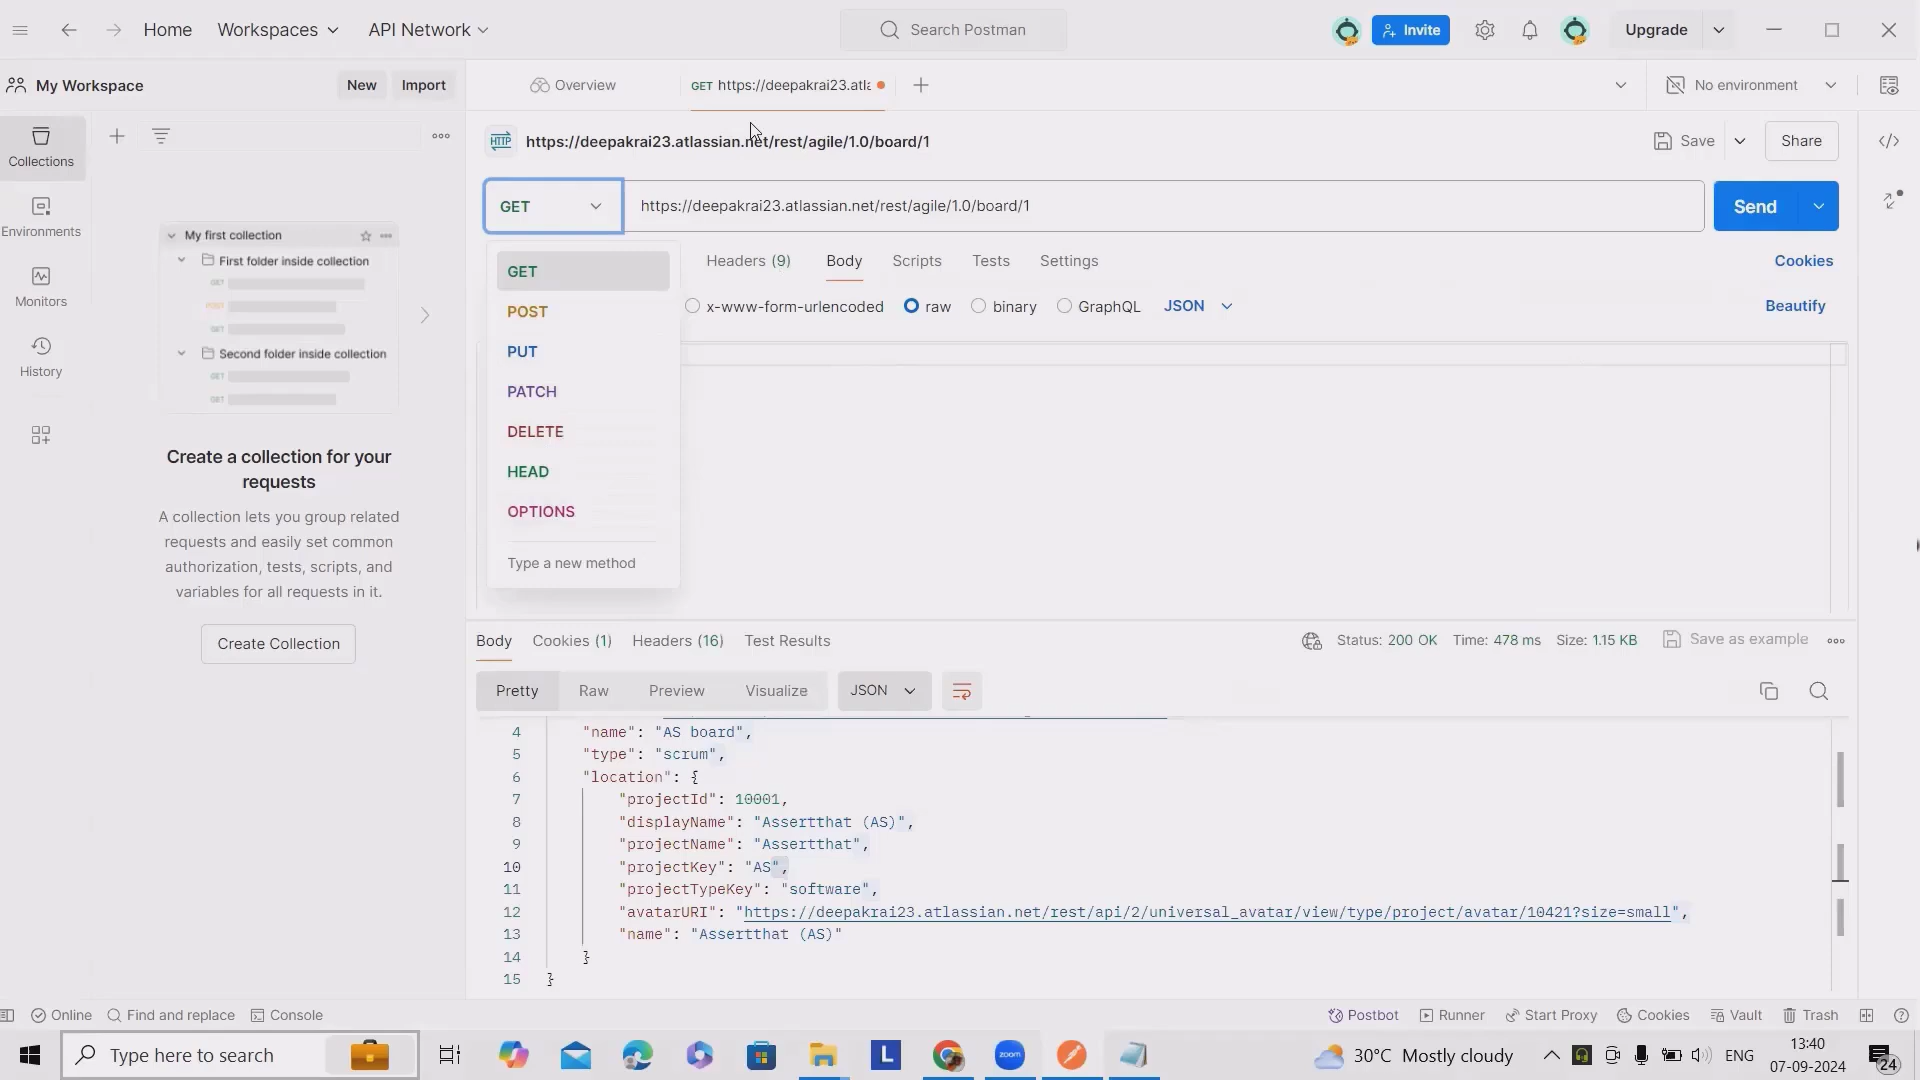 Home Workspaces API Network Search Postman Invite Upgrade
My Workspace New Import Overview GET https://deepakrai23.atla No environment
Collections
Environments
Monitors
History
My first collection
First folder inside collection
GET
POST
GET
Second folder inside collection
GET
GET
Create a collection for your
requests
A collection lets you group related
requests and easily set common
authorization, tests, scripts, and
variables for all requests in it.
Create Collection
HTTP https://deepakrai23.atlassian.net/rest/agile/1.0/board/1 Save Share
GET https://deepakrai23.atlassian.net/rest/agile/1.0/board/1 Send
GET
POST
PUT
PATCH
DELETE
HEAD
OPTIONS
Type a new method
Headers (9) Body Scripts Tests Settings Cookies
x-www-form-urlencoded raw binary GraphQL JSON Beautify
Body Cookies (1) Headers (16) Test Results Status: 200 OK Time: 478 ms Size: 1.15 KB Save as example
Pretty Raw Preview Visualize JSON
4 "name": "AS board",
5 "type": "scrum",
6 "location": {
7 "projectId": 10001,
8 "displayName": "Assertthat (AS)",
9 "projectName": "Assertthat",
10 "projectKey": "AS",
11 "projectTypeKey": "software",
12 "avatarURI": "https://deepakrai23.atlassian.net/rest/api/2/universal_avatar/view/type/project/avatar/10421?size=small",
13 "name": "Assertthat (AS)"
14 }
15 }
Online Find and replace Console Postbot Runner Start Proxy Cookies Vault Trash
Type here to search L zoom 30°C Mostly cloudy ENG 13:40
07-09-2024 24